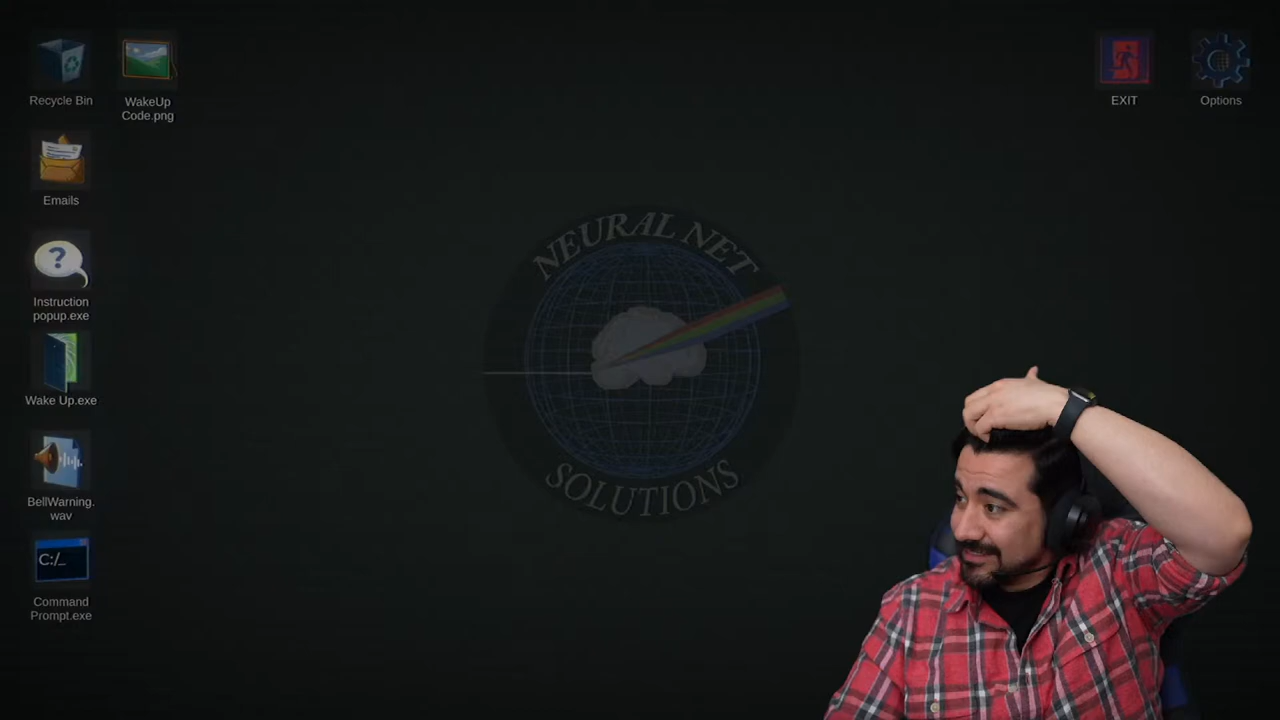 Recycle Bin
WakeUp
Code.png
EXIT
Options
Emails
NEURAL NET
Instruction
popup.exe
Wake Up.exe
SOLUTIONS
BellWarning.
wav
C:/_
Command
Prompt.exe